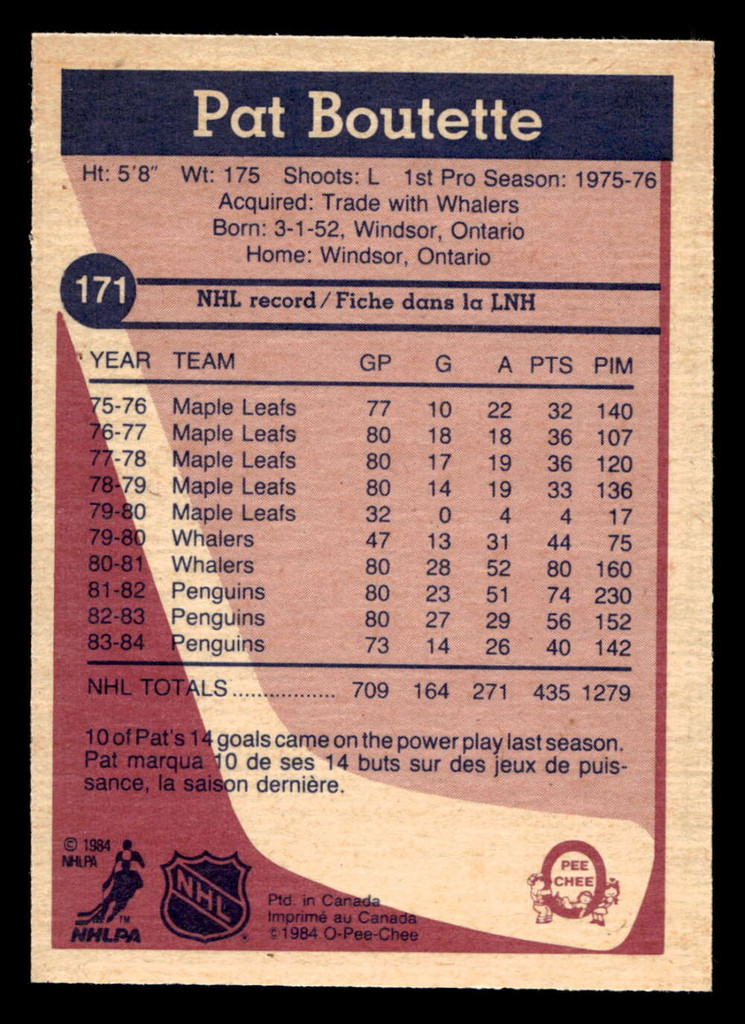 Pat Boutette
Ht: 5'8" Wt: 175 Shoots: L 1st Pro Season: 1975-76
Acquired: Trade with Whalers
Born: 3-1-52, Windsor, Ontario
Home: Windsor, Ontario
171
NHL record/Fiche dans la LNH
YEAR TEAM GP G A PTS PIM
75-76 Maple Leafs 77 10 22 32 140
76-77 Maple Leafs 80 18 18 36 107
77-78 Maple Leafs 80 17 19 36 120
78-79 Maple Leafs 80 14 19 33 136
79-80 Maple Leafs 32 0 4 4 17
79-80 Whalers 47 13 31 44 75
80-81 Whalers 80 28 52 80 160
81-82 Penguins 80 23 51 74 230
82-83 Penguins 80 27 29 56 152
83-84 Penguins 73 14 26 40 142
NHL TOTALS................. 709 164 271 435 1279
10 of Pat's 14 goals came on the power play last season.
Pat marqua 10 de ses 14 buts sur des jeux de puis-
sance, la saison dernière.
© 1984
NHLPA
TM
NHLPA
NHL
Ptd. in Canada
Imprimé au Canada
©1984 O-Pee-Chee
PEE
CHEE